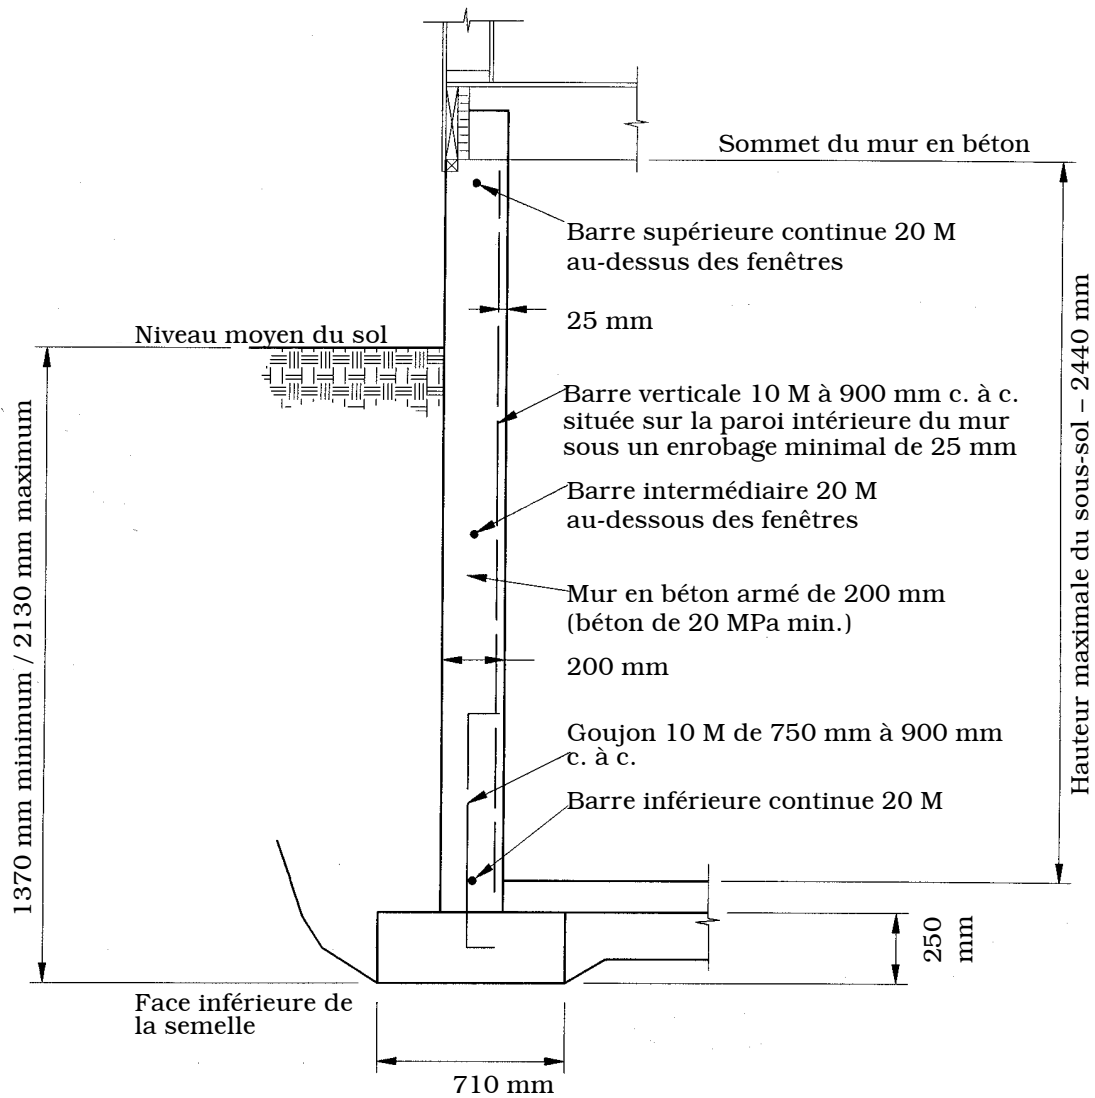 Sommet du mur en béton
Barre supérieure continue 20 M
au-dessus des fenêtres
25 mm
Niveau moyen du sol
Barre verticale 10 M à 900 mm c. à c.
située sur la paroi intérieure du mur
sous un enrobage minimal de 25 mm
Barre intermédiaire 20 M
au-dessous des fenêtres
Mur en béton armé de 200 mm
(béton de 20 MPa min.)
200 mm
Goujon 10 M de 750 mm à 900 mm
c. à c.
Barre inférieure continue 20 M
Hauteur maximale du sous-sol – 2440 mm
1370 mm minimum / 2130 mm maximum
250
mm
Face inférieure de
la semelle
710 mm